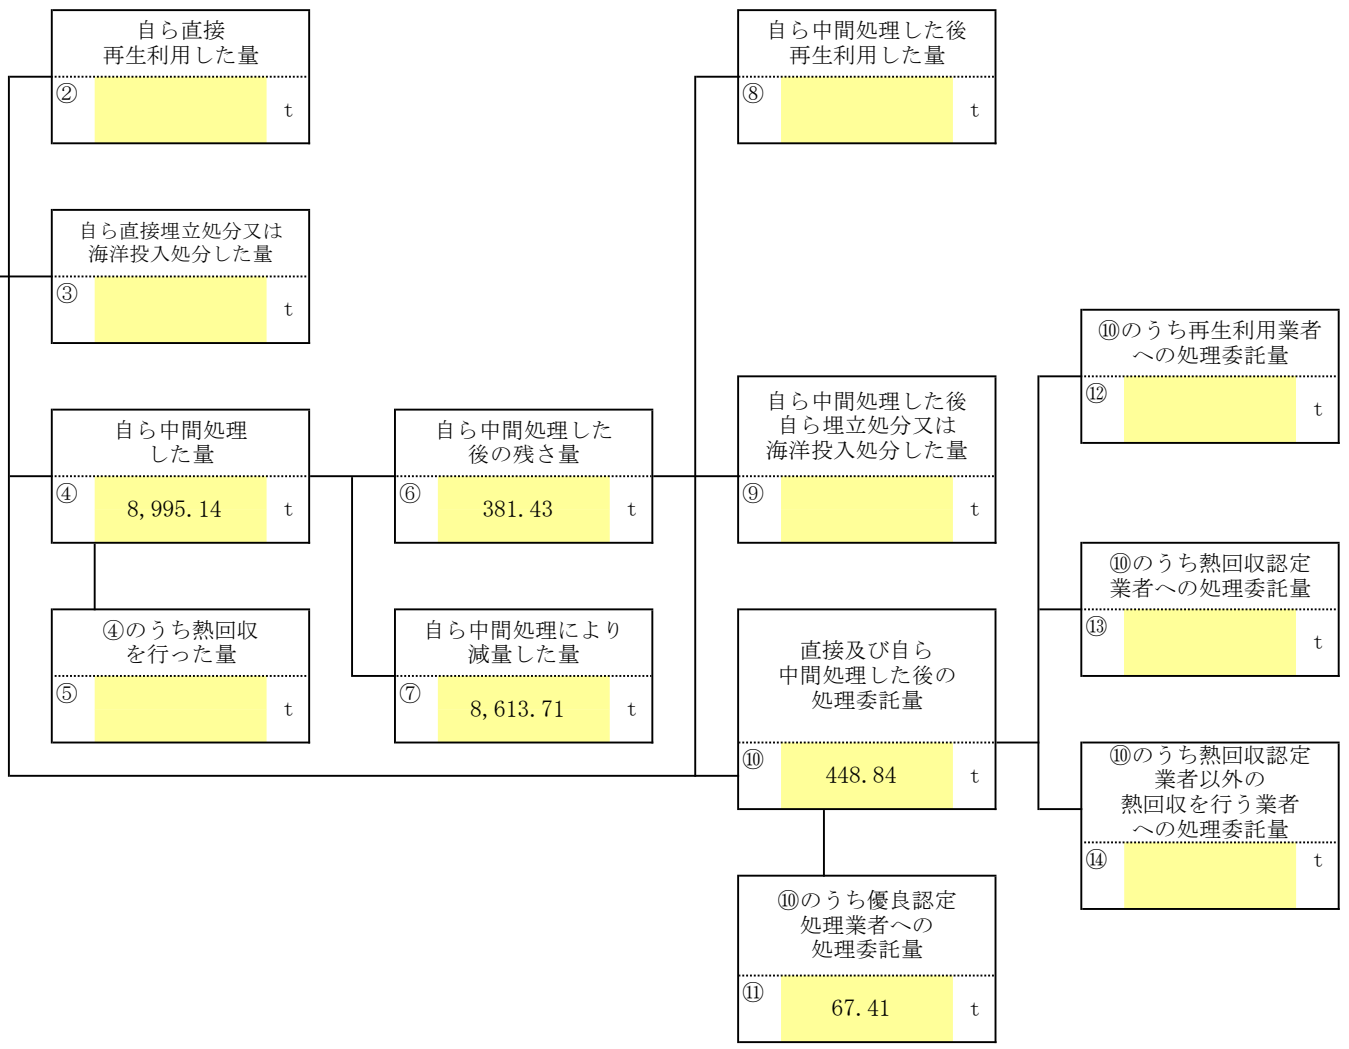 自ら直接
再生利用した量
②
t
自ら中間処理した後
再生利用した量
⑧
t
自ら直接埋立処分又は
海洋投入処分した量
③
t
⑩のうち再生利用業者
への処理委託量
⑫
t
自ら中間処理
した量
④
8,995.14 t
自ら中間処理した
後の残さ量
⑥
381.43 t
自ら中間処理した後
自ら埋立処分又は
海洋投入処分した量
⑨
t
⑩のうち熱回収認定
業者への処理委託量
⑬
t
④のうち熱回収
を行った量
⑤
t
自ら中間処理により
減量した量
⑦
8,613.71 t
直接及び自ら
中間処理した後の
処理委託量
⑩
448.84 t
⑩のうち熱回収認定
業者以外の
熱回収を行う業者
への処理委託量
⑭
t
⑩のうち優良認定
処理業者への
処理委託量
⑪
67.41 t